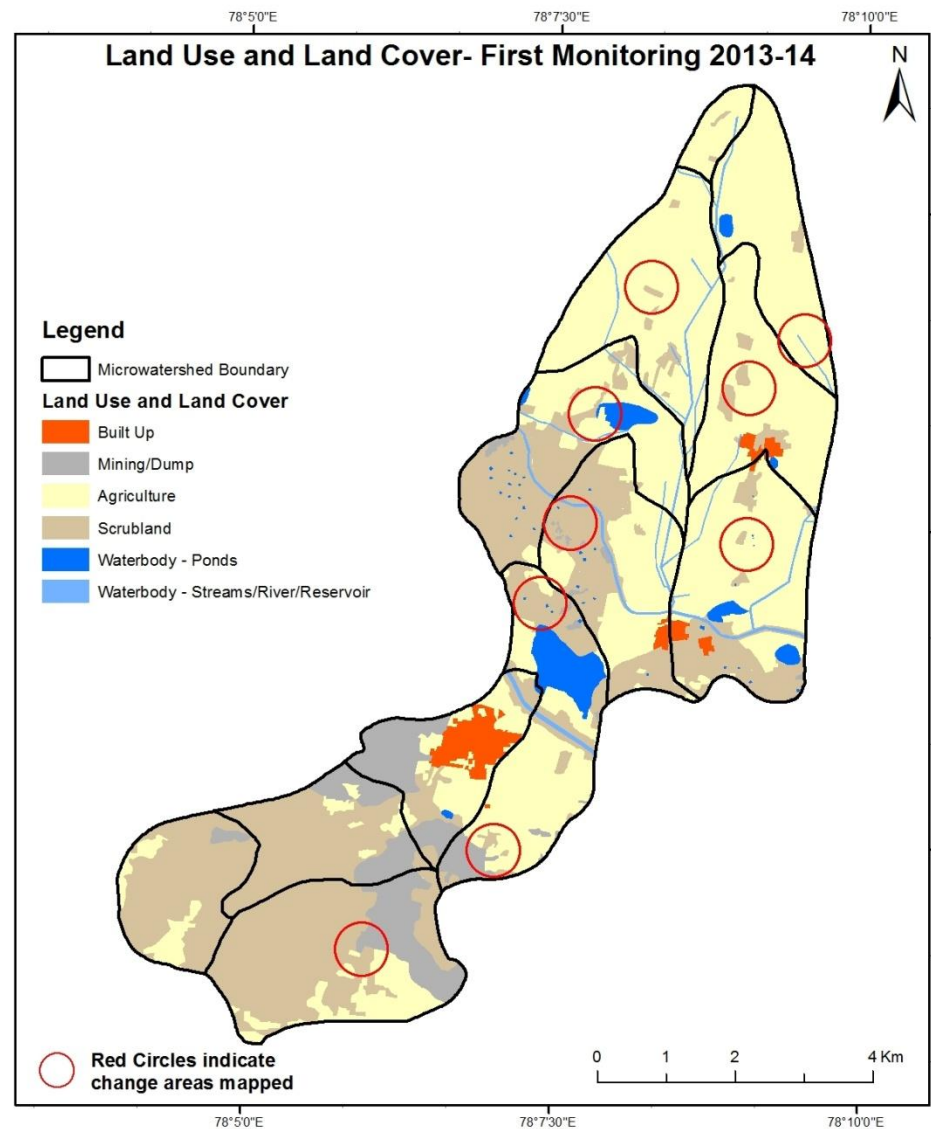 78°5'0"E 78°7'30"E 78°10'0"E
Land Use and Land Cover- First Monitoring 2013-14
N
Legend
Microwatershed Boundary
Land Use and Land Cover
Built Up
Mining/Dump
Agriculture
Scrubland
Waterbody - Ponds
Waterbody - Streams/River/Reservoir
Red Circles indicate
change areas mapped
0 1 2 4 Km
78°5'0"E 78°7'30"E 78°10'0"E